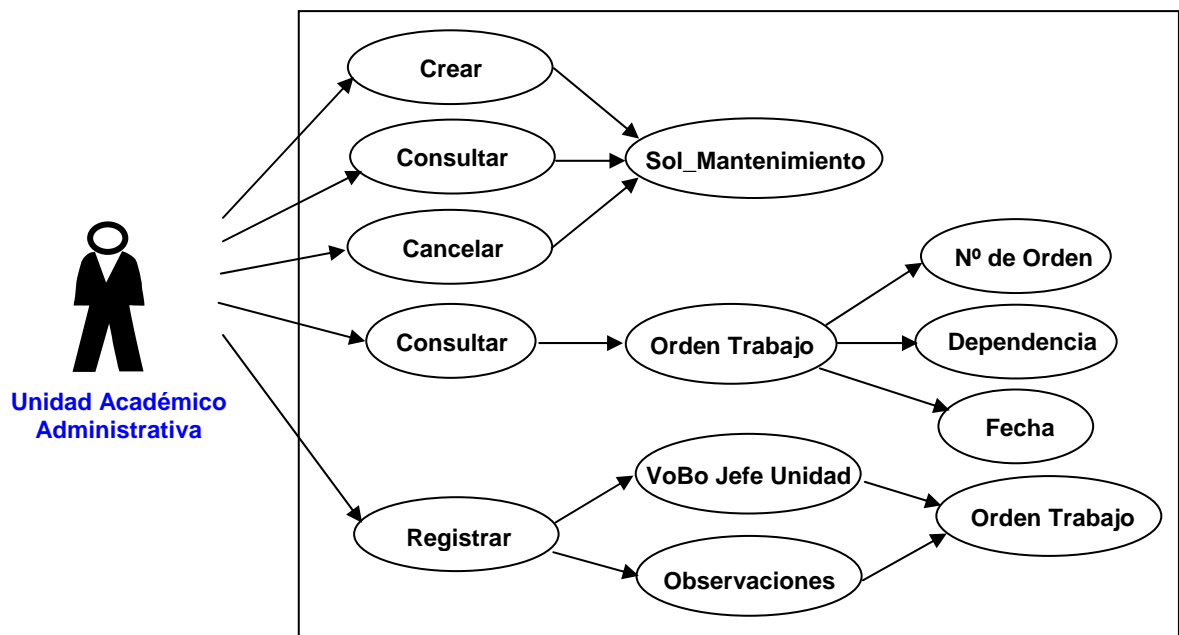 Crear
Consultar
Sol_Mantenimiento
Cancelar
Nº de Orden
Consultar
Orden Trabajo
Dependencia
Fecha
Unidad Académico
Administrativa
VoBo Jefe Unidad
Registrar
Orden Trabajo
Observaciones